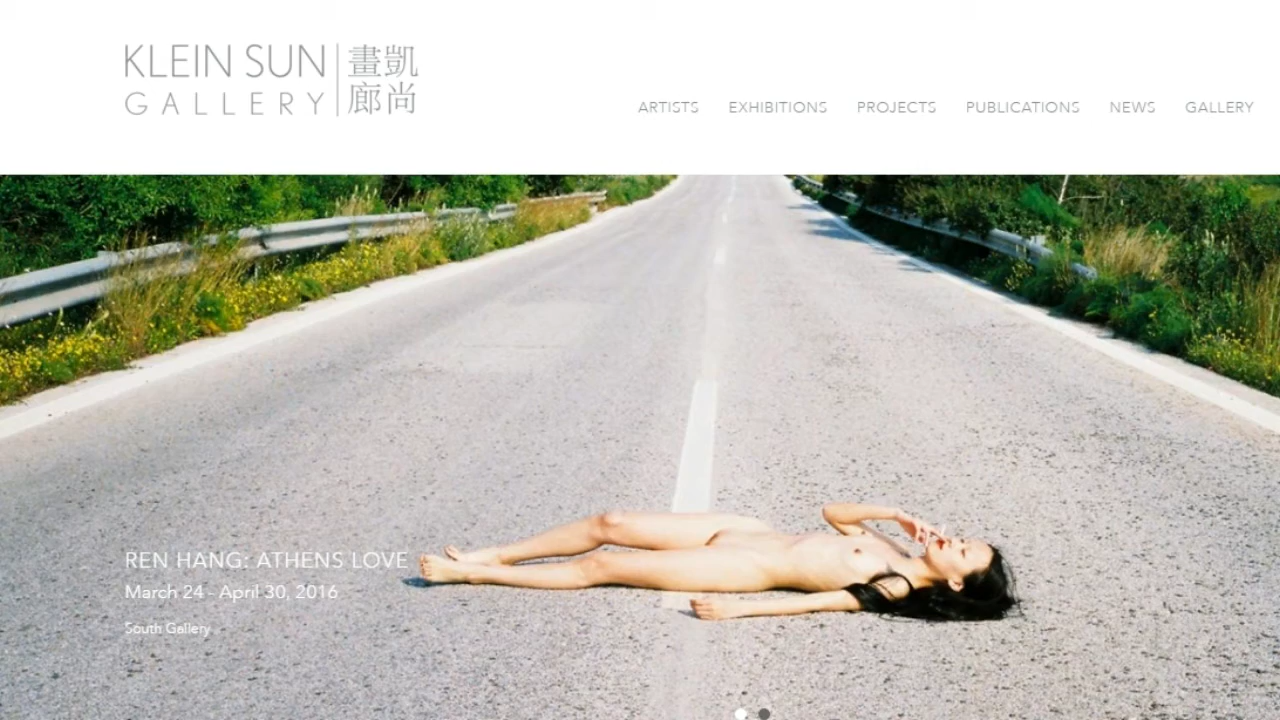 KLEIN SUN
GALLERY
畫凱
廊尚
ARTISTS EXHIBITIONS PROJECTS PUBLICATIONS NEWS GALLERY
REN HANG: ATHENS LOVE
March 24 - April 30, 2016
South Gallery